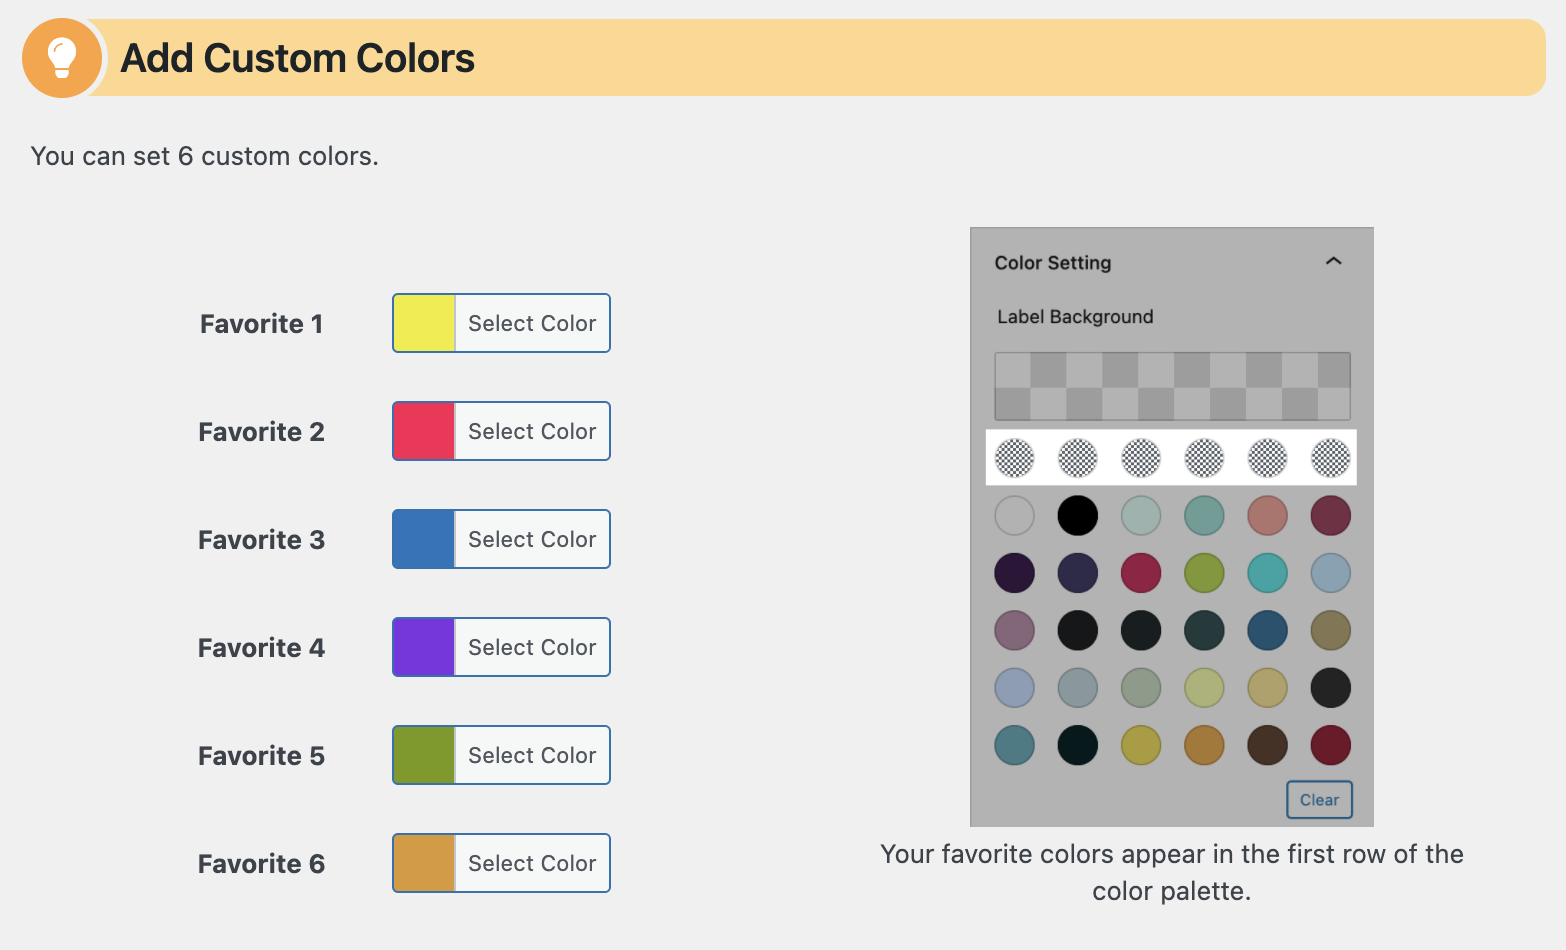 Add Custom Colors
You can set 6 custom colors.
Favorite 1
Select Color
Favorite 2
Select Color
Favorite 3
Select Color
Favorite 4
Select Color
Favorite 5
Select Color
Favorite 6
Select Color
Color Setting
Label Background
Clear
Your favorite colors appear in the first row of the
color palette.